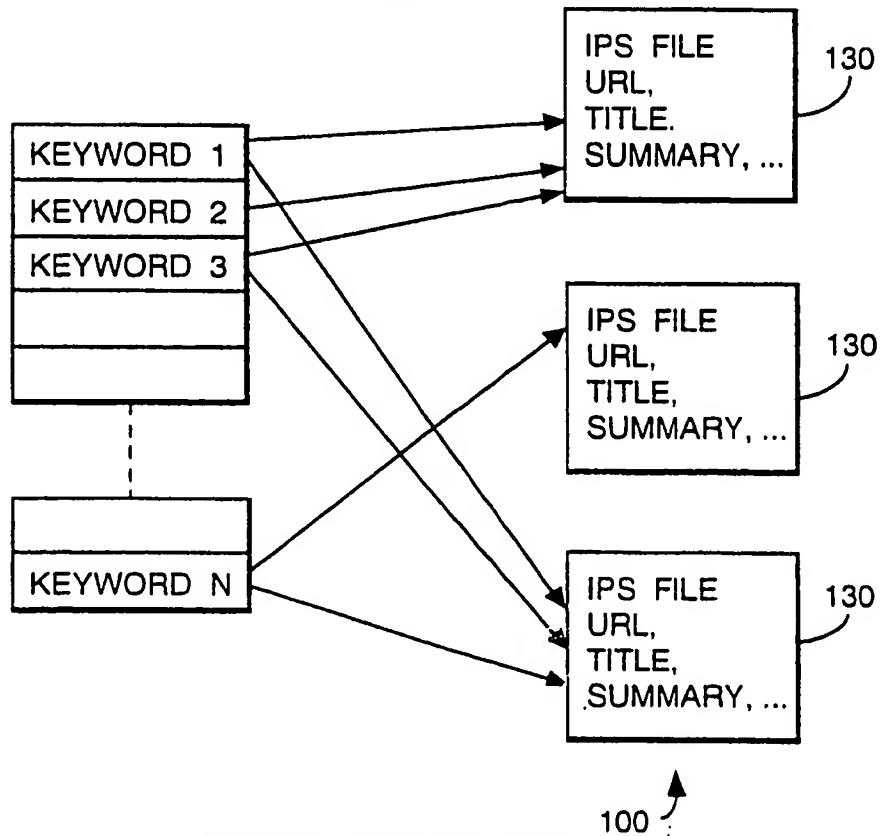 KEYWORD 1
KEYWORD 2
KEYWORD 3
KEYWORD N
IPS FILE
URL,
TITLE.
SUMMARY, ...
130
IPS FILE
URL,
TITLE,
SUMMARY, ...
130
IPS FILE
URL,
TITLE,
SUMMARY, ...
130
100